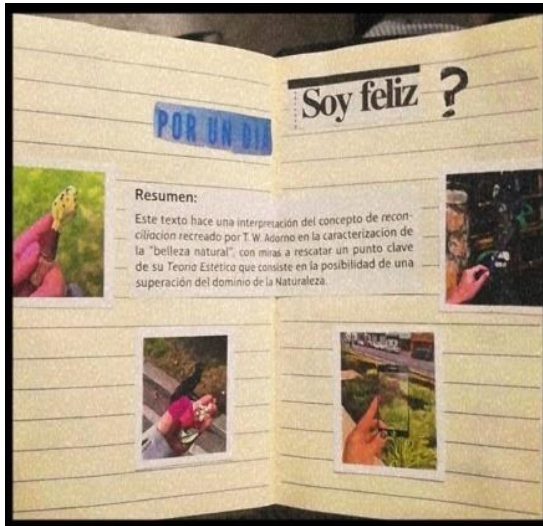 POR UN DIA
Soy feliz ?
Resumen:
Este texto hace una interpretación del concepto de recon-
ciliación recreado por T. W. Adorno en la caracterización de
la "belleza natural", con miras a rescatar un punto clave
de su Teoría Estética que consiste en la posibilidad de una
superación del dominio de la Naturaleza.